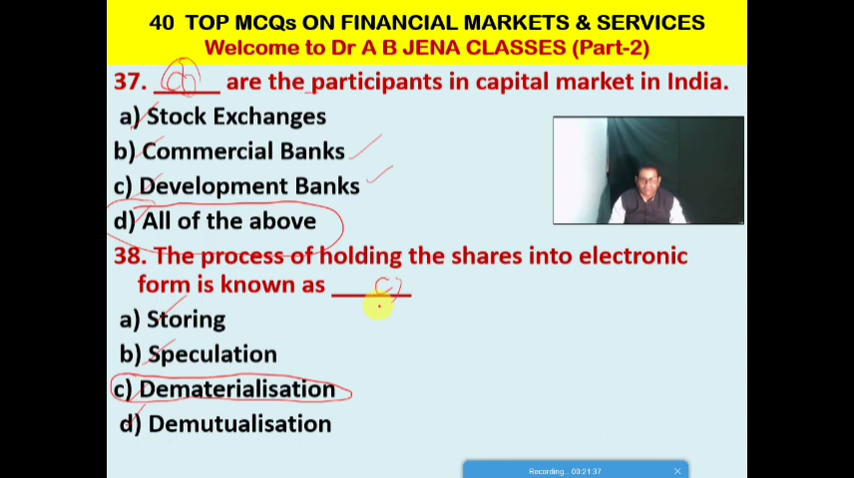 40 TOP MCQs ON FINANCIAL MARKETS & SERVICES
Welcome to Dr A B JENA CLASSES (Part-2)
37. ______ are the participants in capital market in India.
a) Stock Exchanges
b) Commercial Banks
c) Development Banks
d) All of the above
38. The process of holding the shares into electronic
form is known as ______ c)
a) Storing
b) Speculation
c) Dematerialisation
d) Demutualisation
Recording... 03:21:37